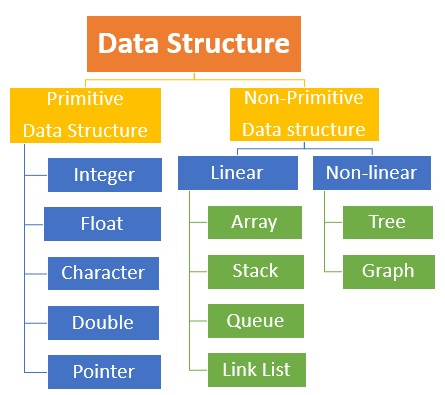 Data Structure
Primitive
Data Structure
Non-Primitive
Data structure
Integer
Float
Character
Double
Pointer
Linear
Array
Stack
Queue
Link List
Non-linear
Tree
Graph